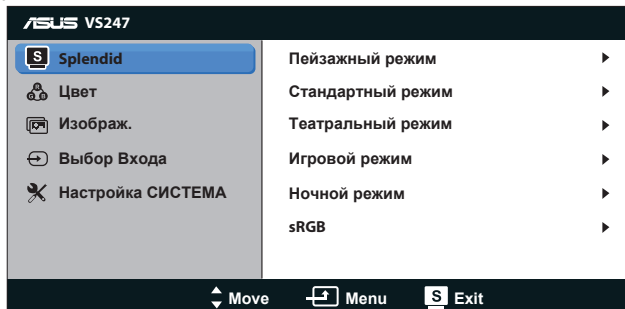 ASUS VS247
S Splendid
Цвет
Изображ.
Выбор Входа
Настройка СИСТЕМА
Пейзажный режим
Стандартный режим
Театральный режим
Игровой режим
Ночной режим
sRGB
Move Menu S Exit